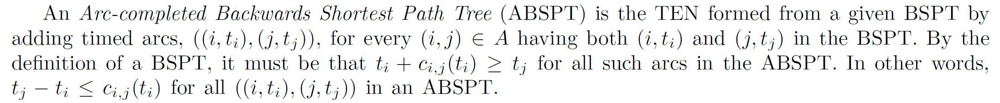 An Arc-completed Backwards Shortest Path Tree (ABSPT) is the TEN formed from a given BSPT by
adding timed arcs, ((i, t_i), (j, t_j)), for every (i, j) ∈ A having both (i, t_i) and (j, t_j) in the BSPT. By the
definition of a BSPT, it must be that t_i + c_{i,j}(t_i) ≥ t_j for all such arcs in the ABSPT. In other words,
t_j − t_i ≤ c_{i,j}(t_i) for all ((i, t_i), (j, t_j)) in an ABSPT.